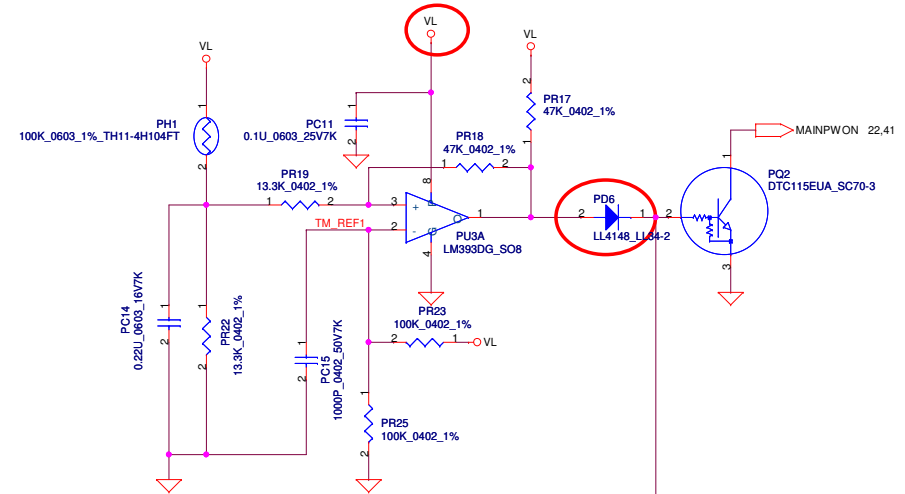 VL
VL
VL
PH1
100K_0603_1%_TH11-4H104FT
1
2
PC11
0.1U_0603_25V7K
1
2
PR17
47K_0402_1%
2
1
PR18
47K_0402_1%
1
2
MAINPWON 22,41
PR19
13.3K_0402_1%
1
2
TM_REF1
3
2
8
4
1
+
-
P
G
O
PU3A
LM393DG_SO8
PD6
2
1
LL4148_LL34-2
2
1
3
PQ2
DTC115EUA_SC70-3
PC14
0.22U_0603_16V7K
1
2
PR22
13.3K_0402_1%
1
2
PC15
1000P_0402_50V7K
1
2
PR23
100K_0402_1%
2
1
VL
PR25
100K_0402_1%
1
2